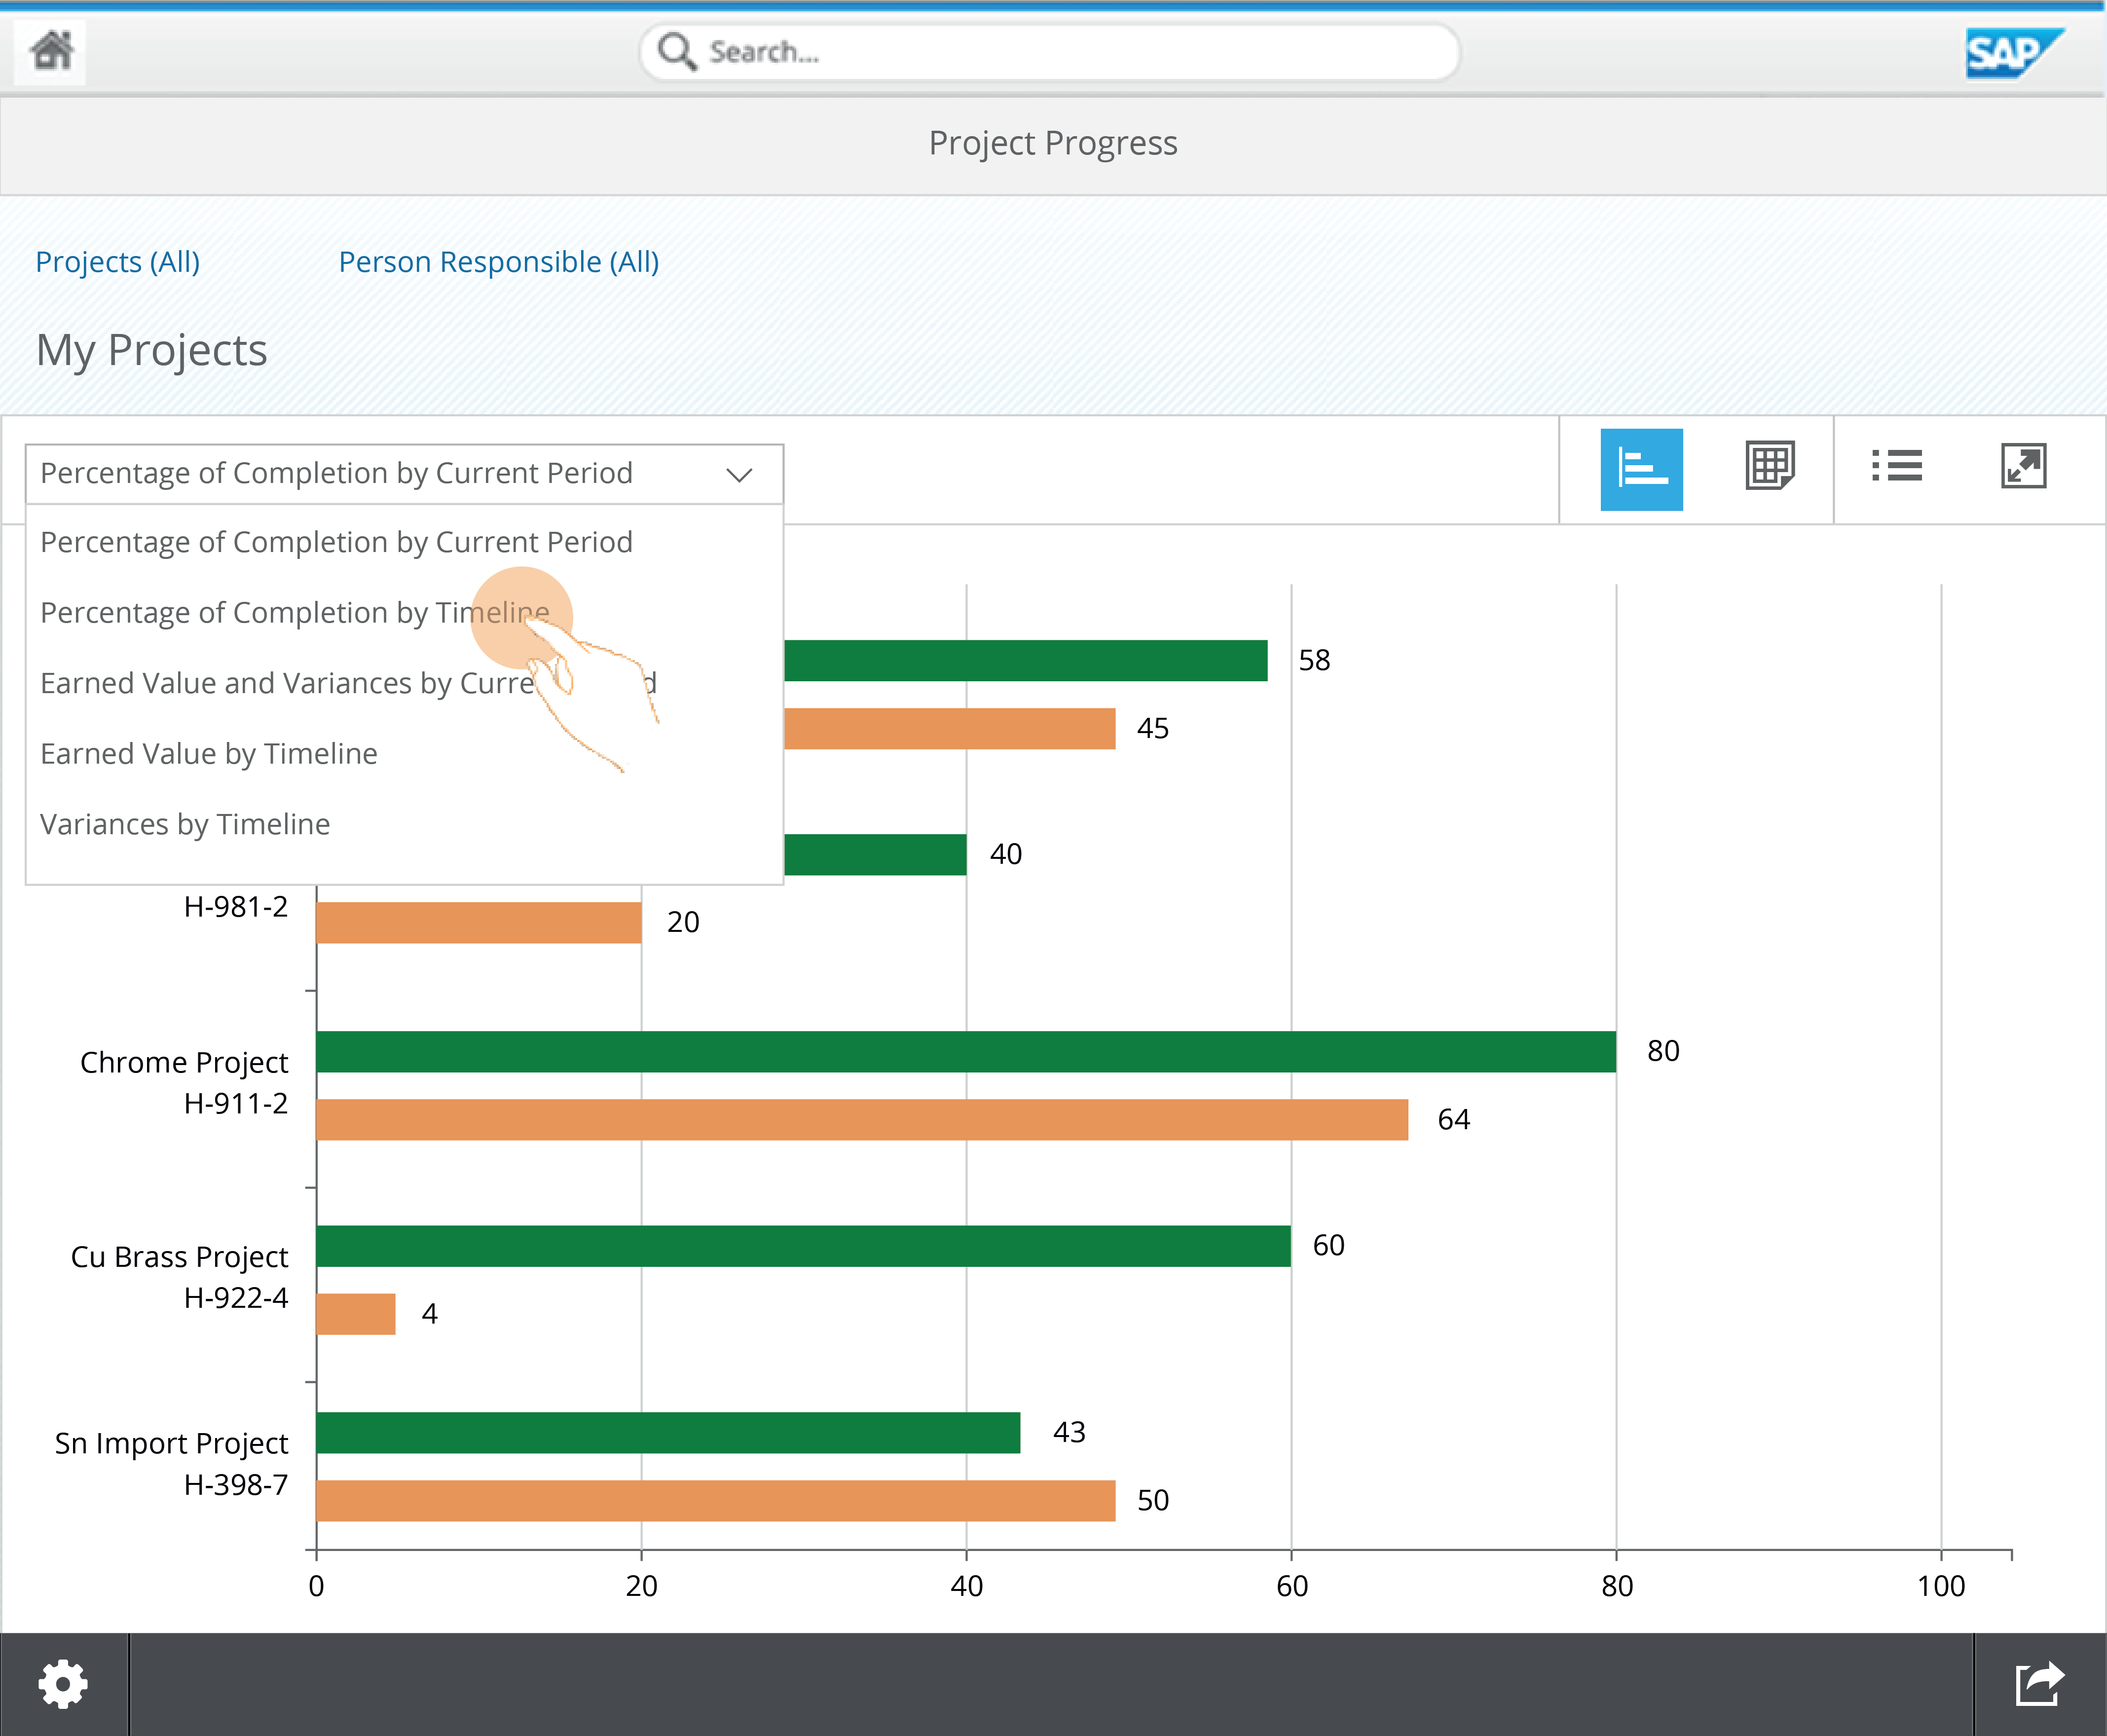 Search...
SAP
Project Progress
Projects (All) Person Responsible (All)
My Projects
Percentage of Completion by Current Period
Percentage of Completion by Current Period
Percentage of Completion by Timeline
Earned Value and Variances by
Earned Value by Timeline
Variances by Timeline
58
45
40
H-981-2
20
Chrome Project
H-911-2
80
64
Cu Brass Project
H-922-4
60
4
Sn Import Project
H-398-7
43
50
0 20 40 60 80 100